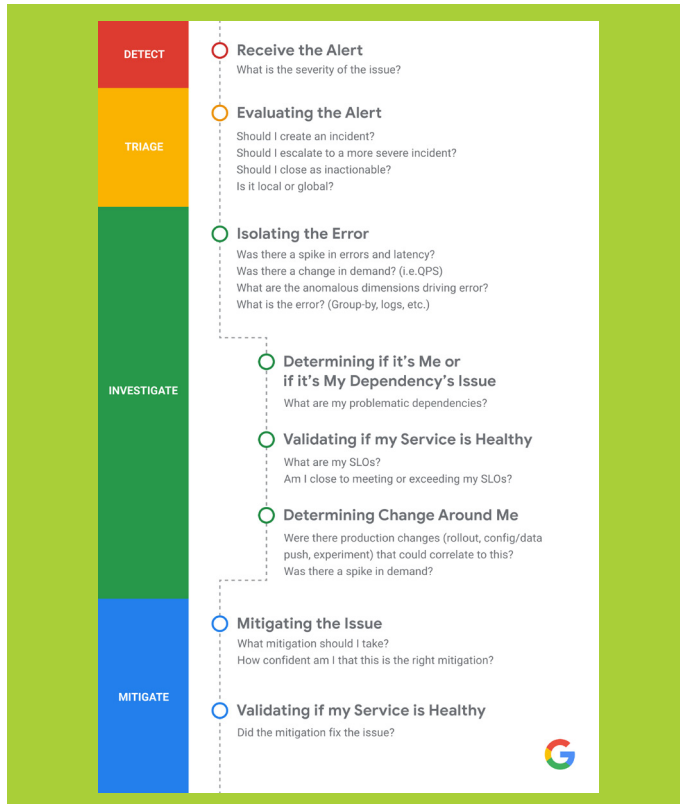 DETECT
Receive the Alert
What is the severity of the issue?
TRIAGE
Evaluating the Alert
Should I create an incident?
Should I escalate to a more severe incident?
Should I close as inactionable?
Is it local or global?
INVESTIGATE
Isolating the Error
Was there a spike in errors and latency?
Was there a change in demand? (i.e.QPS)
What are the anomalous dimensions driving error?
What is the error? (Group-by, logs, etc.)
Determining if it's Me or
if it's My Dependency's Issue
What are my problematic dependencies?
Validating if my Service is Healthy
What are my SLOs?
Am I close to meeting or exceeding my SLOs?
Determining Change Around Me
Were there production changes (rollout, config/data
push, experiment) that could correlate to this?
Was there a spike in demand?
MITIGATE
Mitigating the Issue
What mitigation should I take?
How confident am I that this is the right mitigation?
Validating if my Service is Healthy
Did the mitigation fix the issue?
G